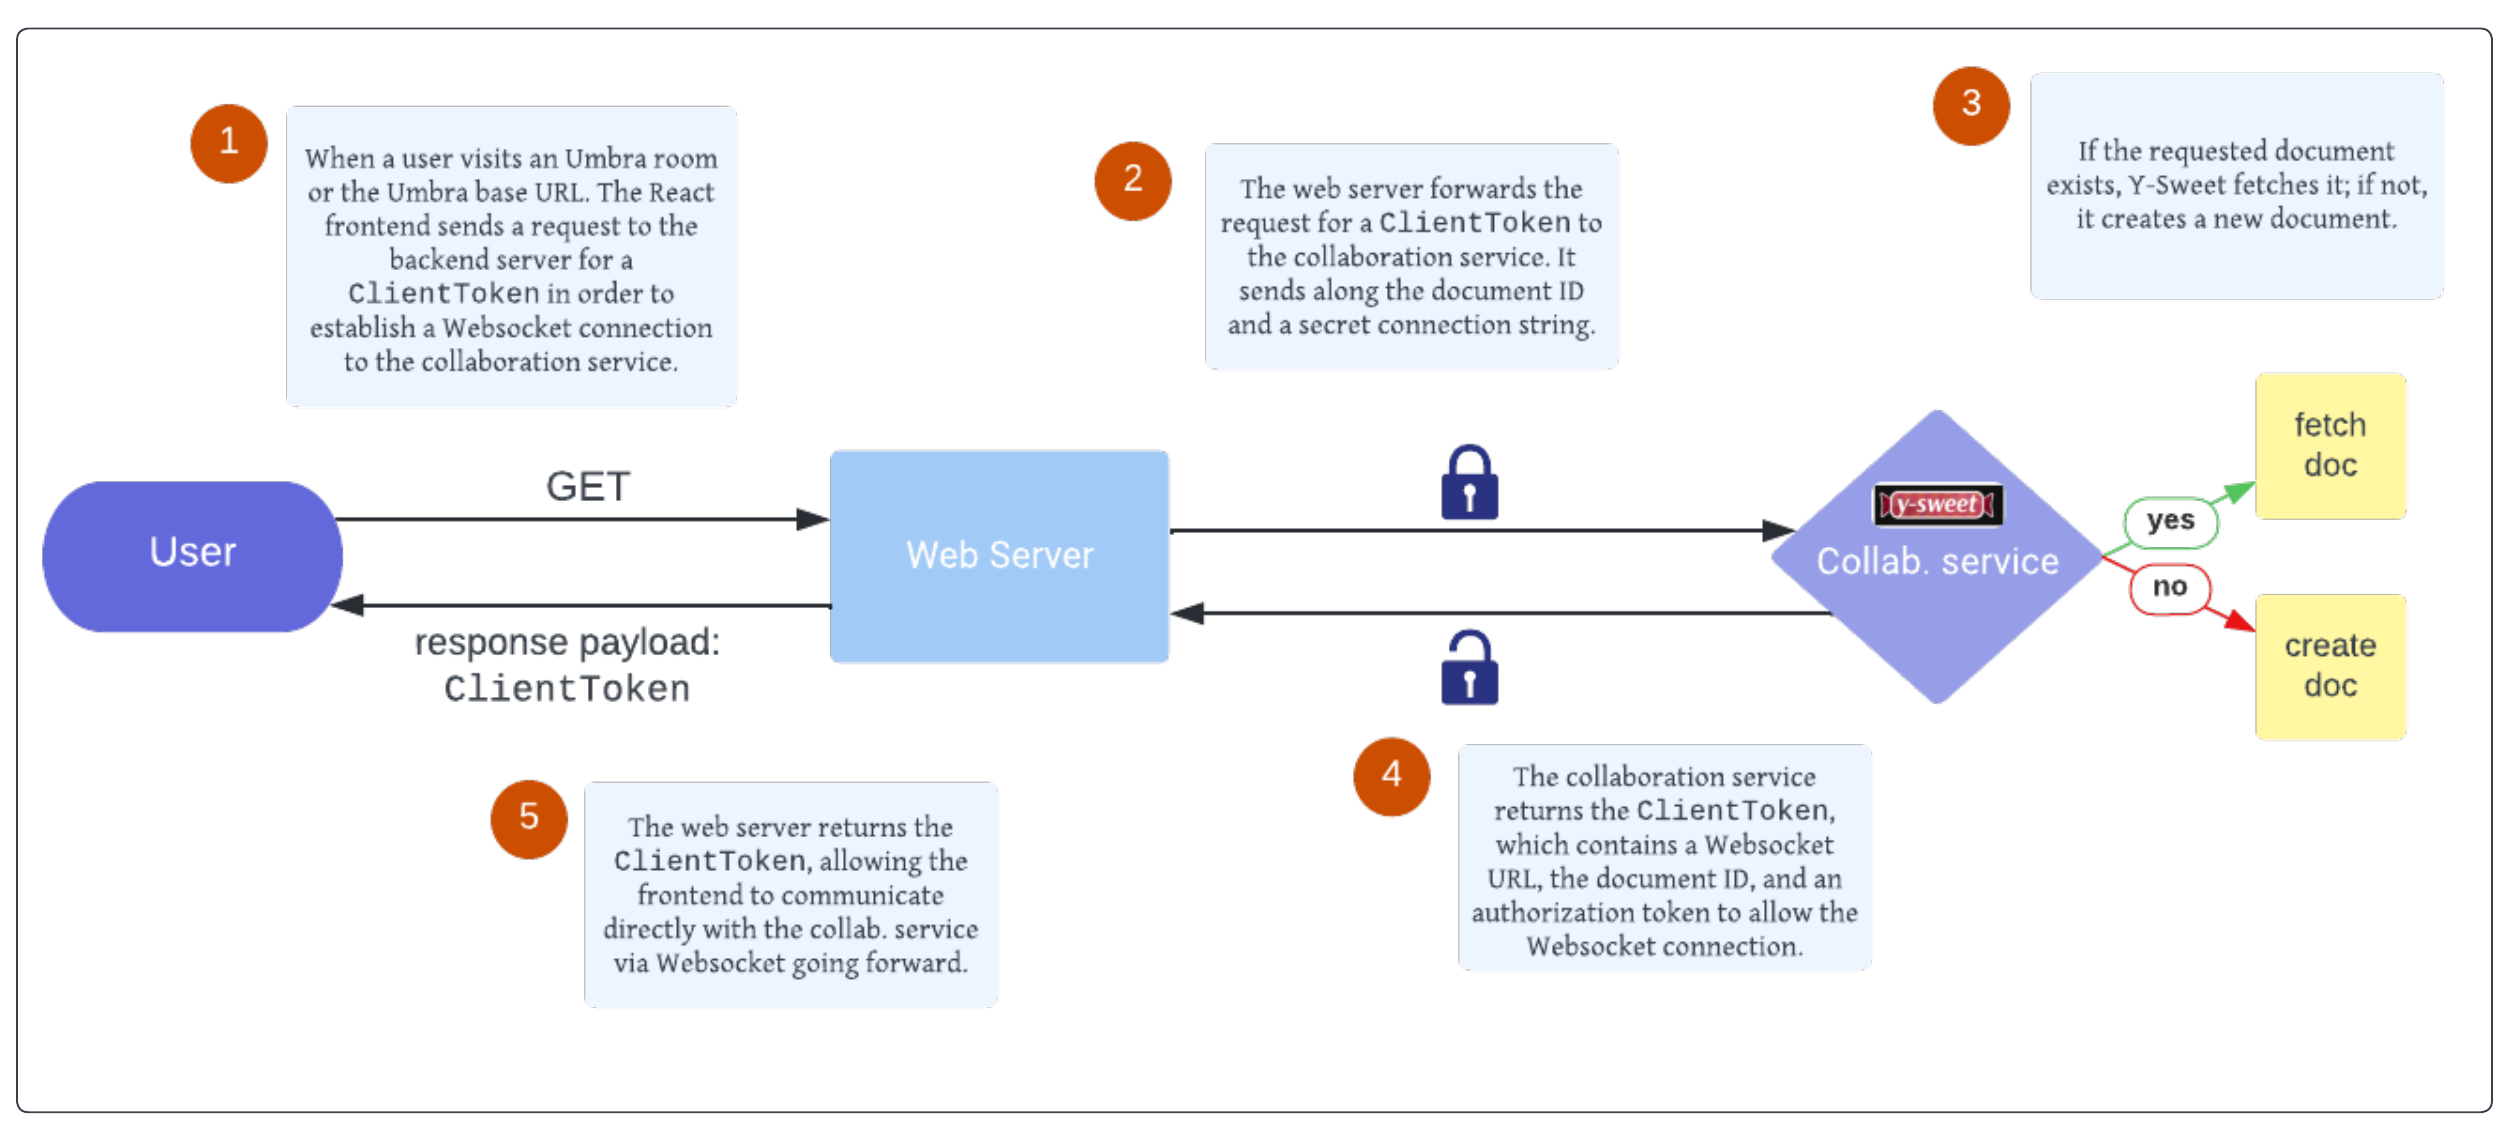 1
When a user visits an Umbra room
or the Umbra base URL. The React
frontend sends a request to the
backend server for a
ClientToken in order to
establish a Websocket connection
to the collaboration service.
2
The web server forwards the
request for a ClientToken to
the collaboration service. It
sends along the document ID
and a secret connection string.
3
If the requested document
exists, Y-Sweet fetches it; if not,
it creates a new document.
User
GET
response payload:
ClientToken
Web Server
y-sweet
Collab. service
yes
no
fetch
doc
create
doc
4
The collaboration service
returns the ClientToken,
which contains a Websocket
URL, the document ID, and an
authorization token to allow the
Websocket connection.
5
The web server returns the
ClientToken, allowing the
frontend to communicate
directly with the collab. service
via Websocket going forward.